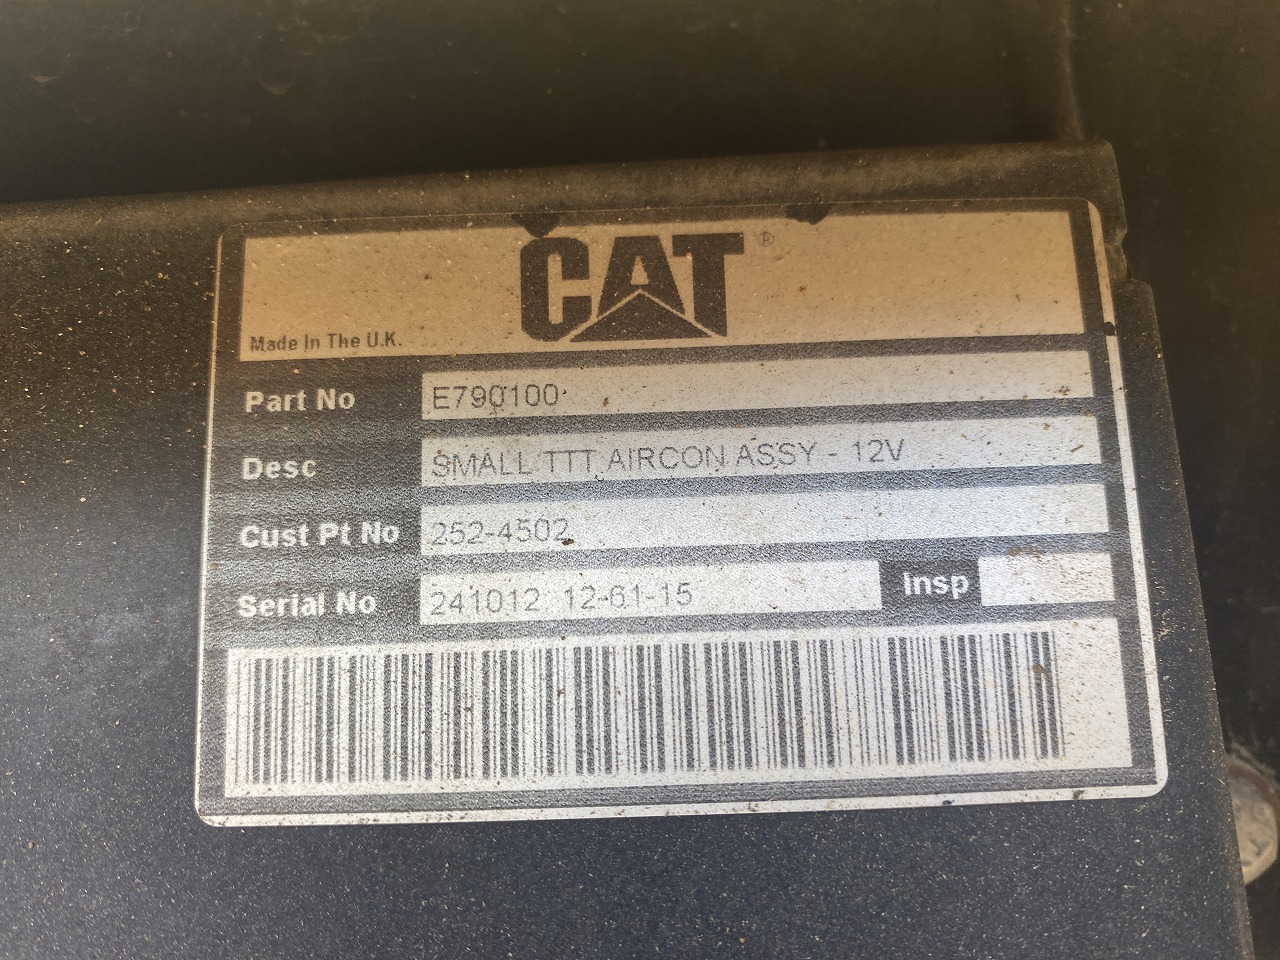 CAT®
Made In The U.K.
Part No E790100
Desc SMALL TTT AIRCON ASSY - 12V
Cust Pt No 252-4502
Serial No 241012 12-61-15 Insp